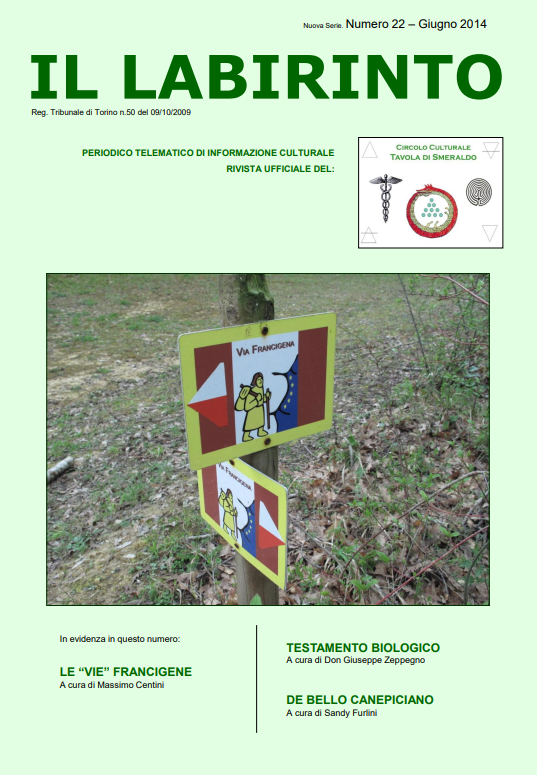 Nuova Serie. Numero 22 – Giugno 2014
IL LABIRINTO
Reg. Tribunale di Torino n.50 del 09/10/2009
PERIODICO TELEMATICO DI INFORMAZIONE CULTURALE
RIVISTA UFFICIALE DEL:
CIRCOLO CULTURALE
TAVOLA DI SMERALDO
VIA FRANCIGENA
VIA FRANCIGENA
In evidenza in questo numero:
LE “VIE” FRANCIGENE
A cura di Massimo Centini
TESTAMENTO BIOLOGICO
A cura di Don Giuseppe Zeppegno
DE BELLO CANEPICIANO
A cura di Sandy Furlini